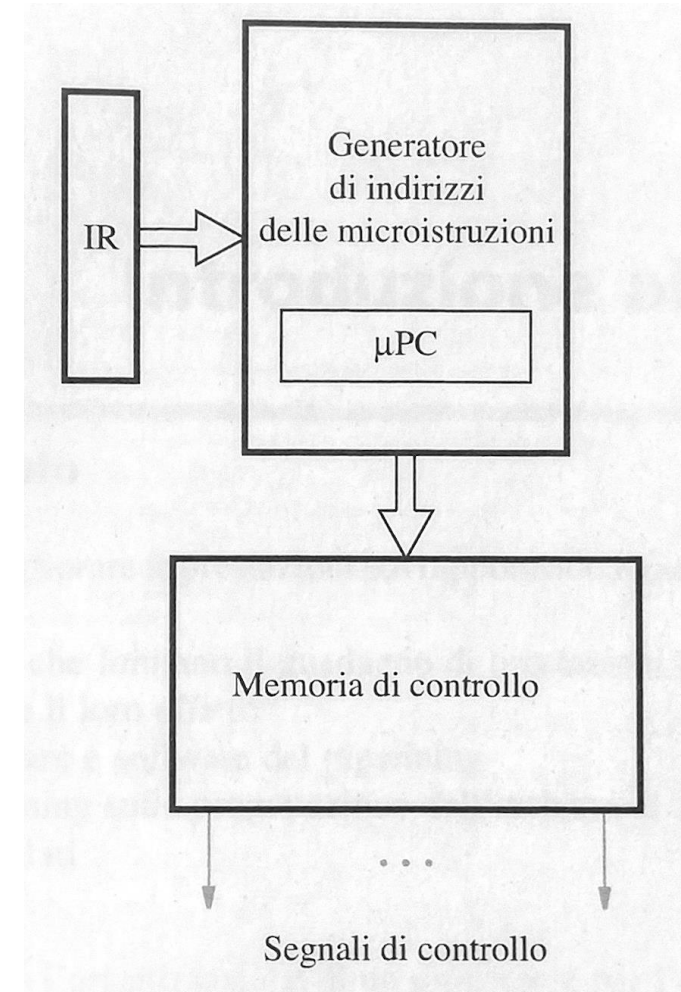 Generatore
di indirizzi
delle microistruzioni
IR
μPC
Memoria di controllo
...
Segnali di controllo